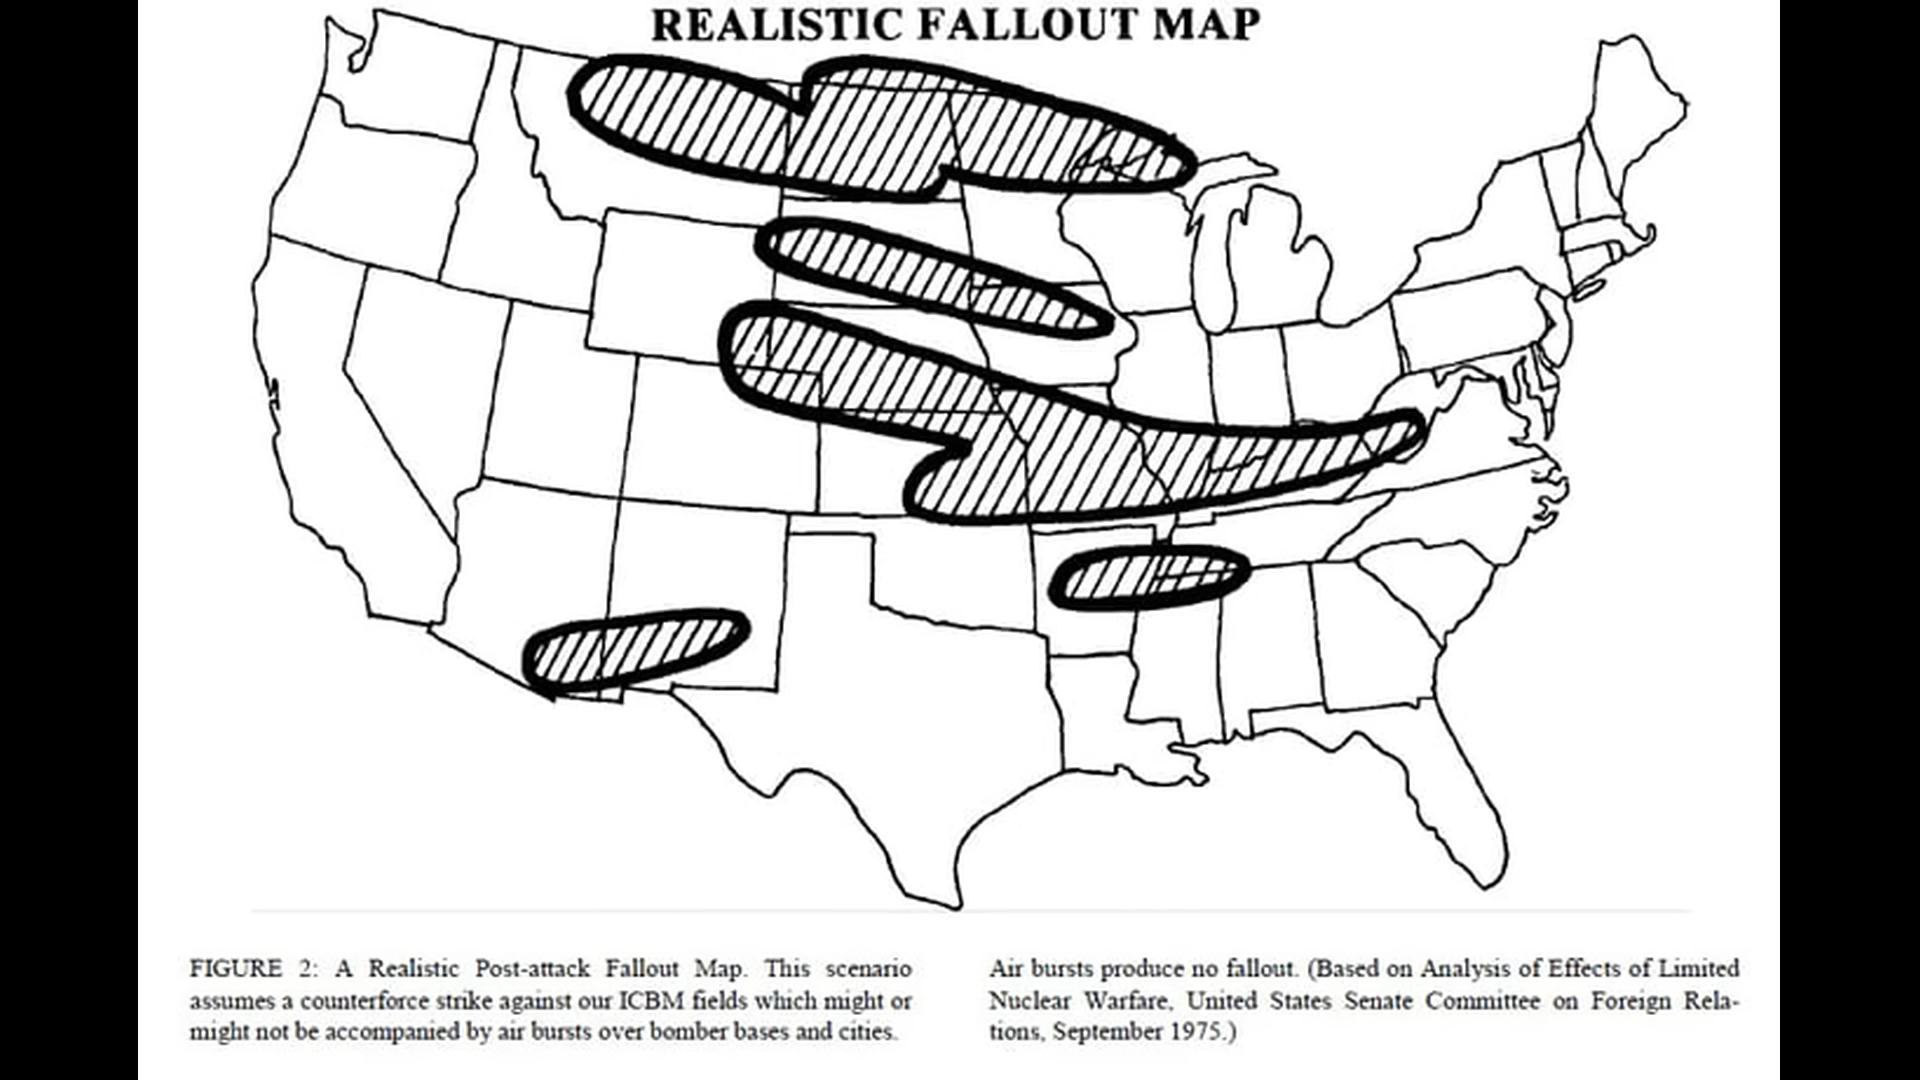 REALISTIC FALLOUT MAP
FIGURE 2: A Realistic Post-attack Fallout Map. This scenario
assumes a counterforce strike against our ICBM fields which might or
might not be accompanied by air bursts over bomber bases and cities.
Air bursts produce no fallout. (Based on Analysis of Effects of Limited
Nuclear Warfare, United States Senate Committee on Foreign Rela-
tions, September 1975.)